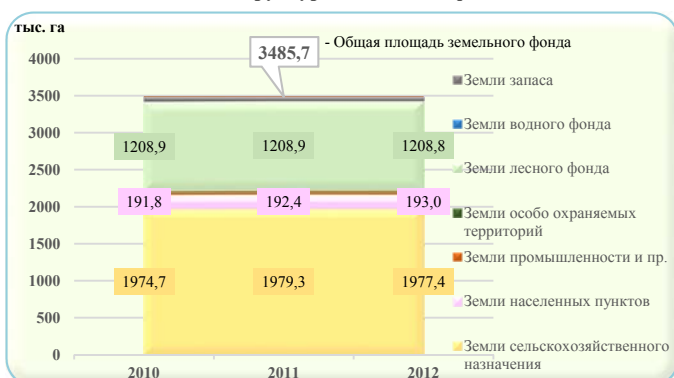 тыс. га
3485,7
- Общая площадь земельного фонда
4000
3500
3000
2500
2000
1500
1000
500
0
1208,9
1208,9
1208,8
191,8
192,4
193,0
1974,7
1979,3
1977,4
2010
2011
2012
Земли запаса
Земли водного фонда
Земли лесного фонда
Земли особо охраняемых
территорий
Земли промышленности и пр.
Земли населенных пунктов
Земли сельскохозяйственного
назначения